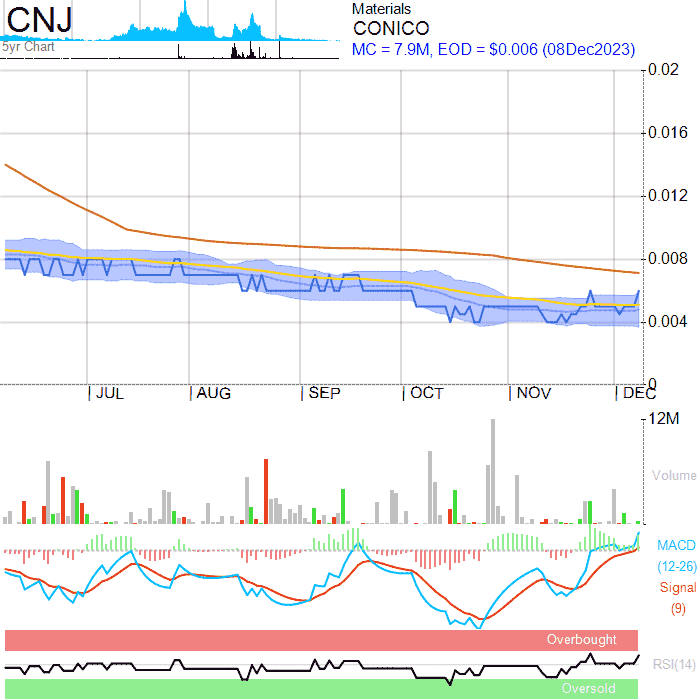 CNJ
5yr Chart
Materials
CONICO
MC = 7.9M, EOD = $0.006 (08Dec2023)
0.02
0.016
0.012
0.008
0.004
0
JUL AUG SEP OCT NOV DEC
12M
Volume
MACD
(12-26)
Signal
(9)
Overbought
RSI(14)
Oversold